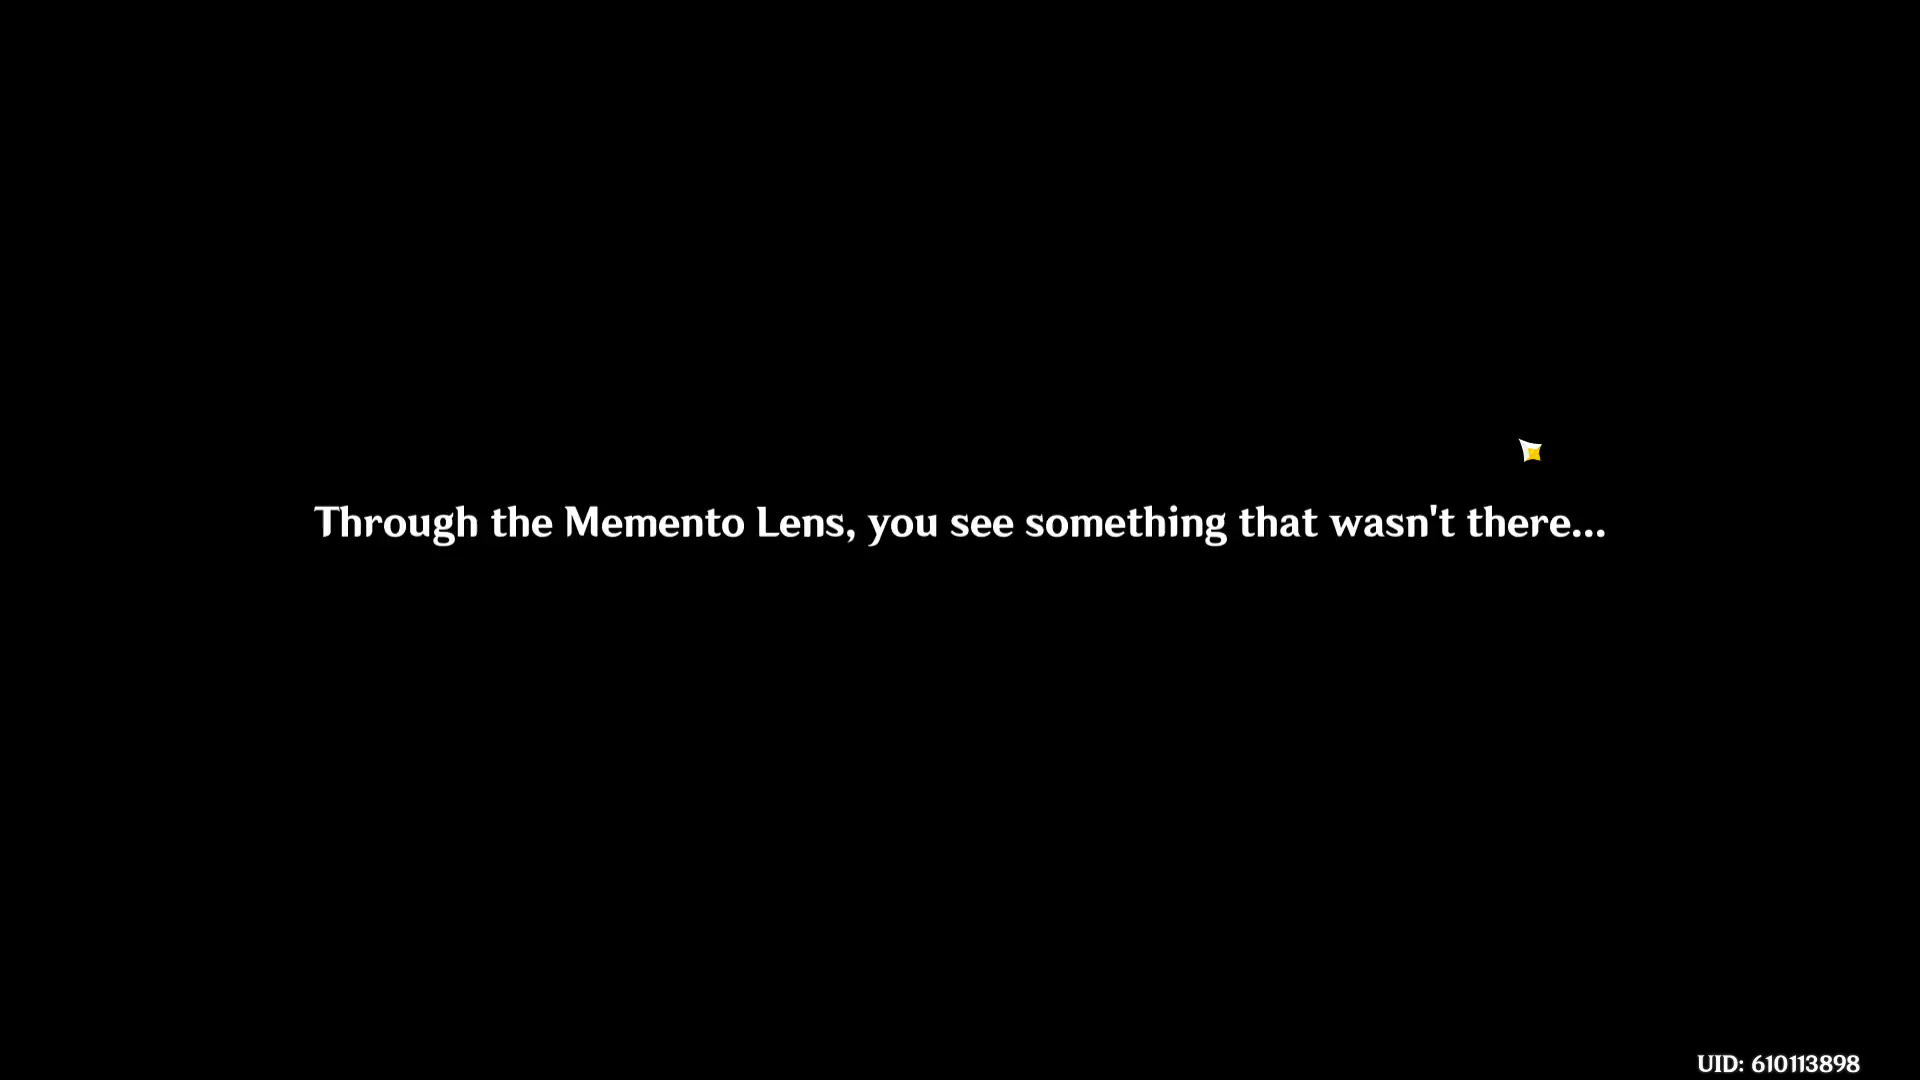 Through the Memento Lens, you see something that wasn't there...
UID: 610113898